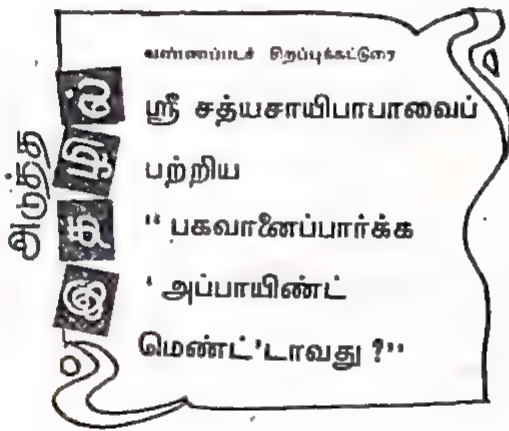 அடுத்த
இதழில்
வண்ணப்படச் சிறப்புக்கட்டுரை
ஸ்ரீ சத்யசாயிபாபாவைப்
பற்றிய
“ பகவானைப்பார்க்க
‘ அப்பாயிண்ட்
மெண்ட்’டாவது ?”